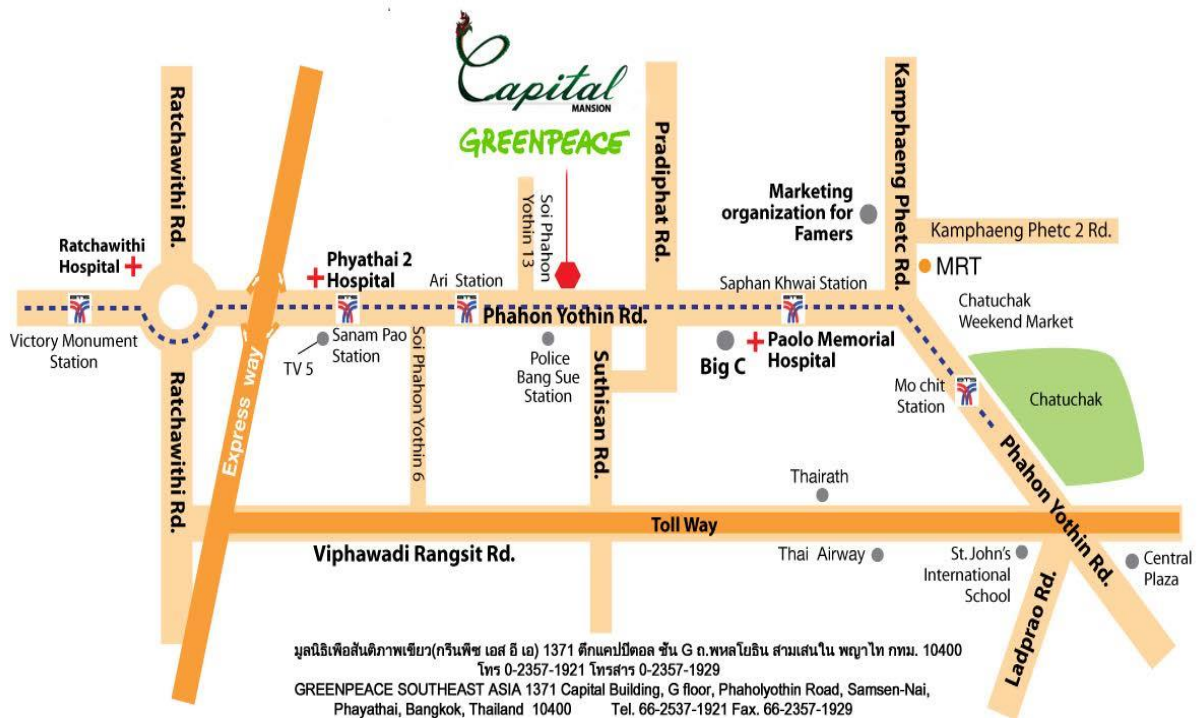 Capital
MANSION
GREENPEACE
Ratchawithi Rd.
Pradiphat Rd.
Kamphaeng Phetc Rd.
Soi Phahon
Yothin 13
Marketing
organization for
Famers
Kamphaeng Phetc 2 Rd.
Ratchawithi
Hospital
Phyathai 2
Hospital
Ari Station
Saphan Khwai Station
MRT
Chatuchak
Weekend Market
Phahon Yothin Rd.
Victory Monument
Station
TV 5
Sanam Pao
Station
Police
Bang Sue
Station
Big C
Paolo Memorial
Hospital
Mo chit
Station
Chatuchak
Ratchawithi Rd.
Express way
Soi Phahon Yothin 6
Suthisan Rd.
Phahon Yothin Rd.
Thairath
Toll Way
Viphawadi Rangsit Rd.
Thai Airway
St.John's
International
School
Central
Plaza
Ladprao Rd.
มูลนิธิเพื่อสันติภาพเขียว(กรีนพีซ เอส อี เอ) 1371 ตึกแคปปิตอล ชั้น G ถ.พหลโยธิน สามเสนใน พญาไท กทม. 10400
โทร 0-2357-1921 โทรสาร 0-2357-1929
GREENPEACE SOUTHEAST ASIA 1371 Capital Building, G floor, Phaholyothin Road, Samsen-Nai,
Phayathai, Bangkok, Thailand 10400 Tel. 66-2537-1921 Fax. 66-2357-1929